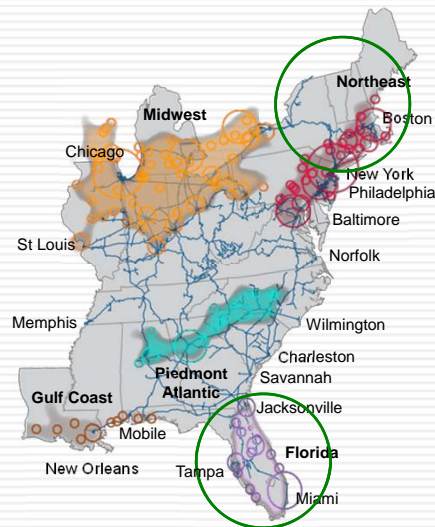 Northeast
Midwest
Boston
Chicago
New York
Philadelphia
Baltimore
St Louis
Norfolk
Memphis
Wilmington
Charleston
Piedmont
Atlantic
Savannah
Gulf Coast
Jacksonville
Mobile
Florida
New Orleans
Tampa
Miami